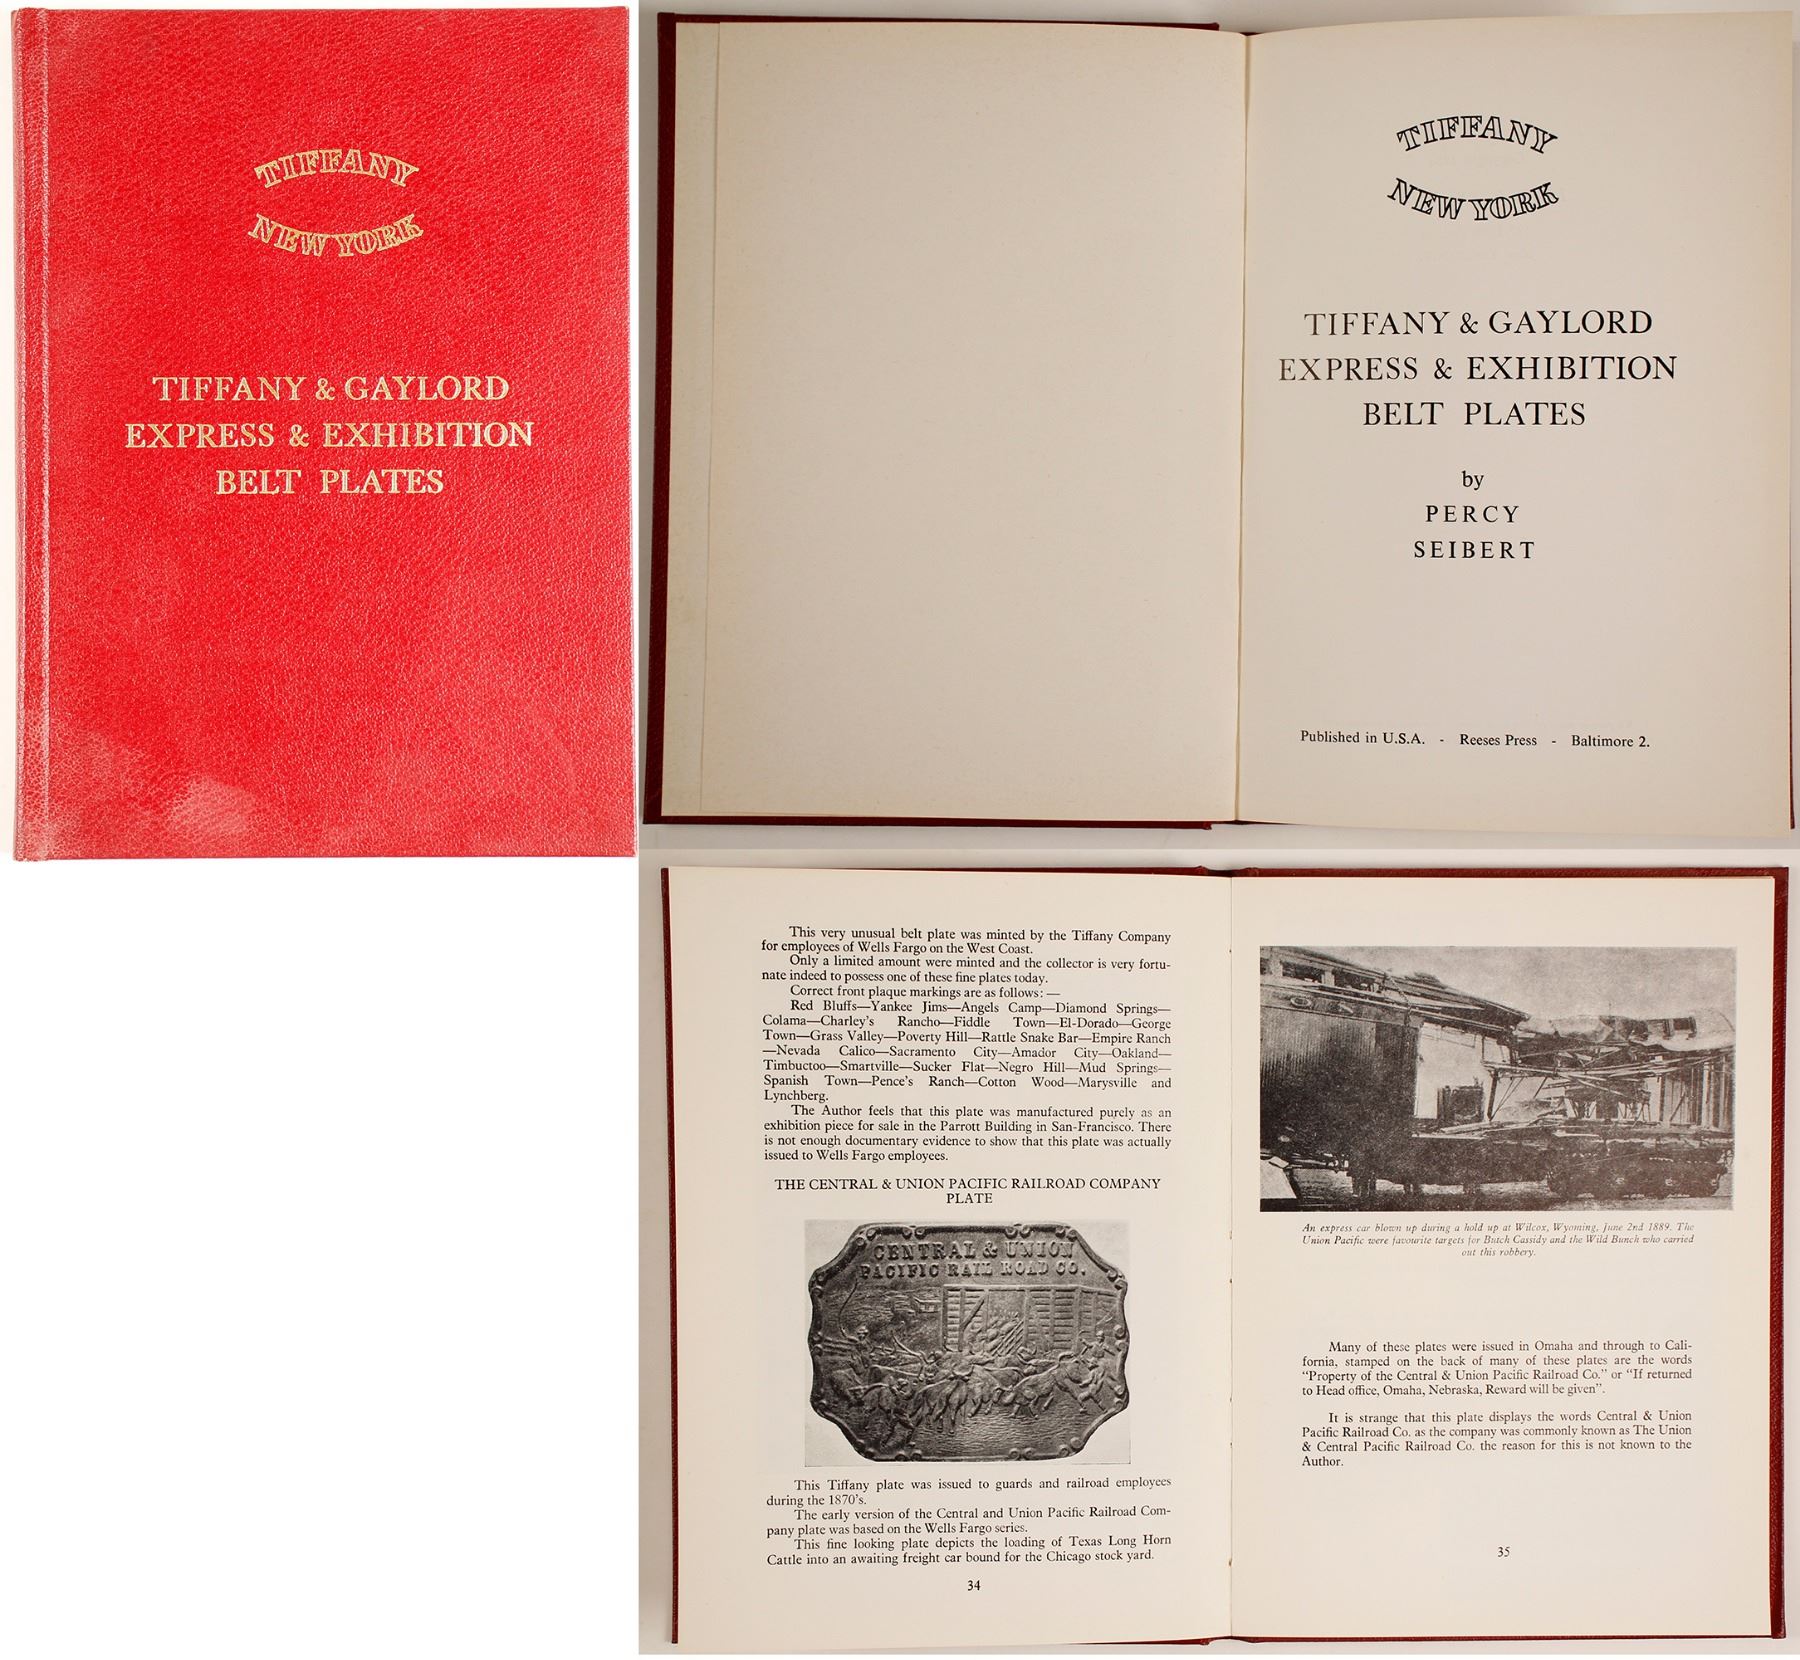 TIFFANY
NEW YORK
TIFFANY & GAYLORD
EXPRESS & EXHIBITION
BELT PLATES
TIFFANY
NEW YORK
TIFFANY & GAYLORD
EXPRESS & EXHIBITION
BELT PLATES
by
PERCY
SEIBERT
Published in U.S.A. - Reeses Press - Baltimore 2.
This very unusual belt plate was minted by the Tiffany Company
for employees of Wells Fargo on the West Coast.
Only a limited amount were minted and the collector is very fortu-
nate indeed to possess one of these fine plates today.
Correct front plaque markings are as follows: —
Red Bluffs—Yankee Jims—Angels Camp—Diamond Springs—
Colama—Charley's Rancho—Fiddle Town—El-Dorado—George
Town—Grass Valley—Poverty Hill—Rattle Snake Bar—Empire Ranch
—Nevada Calico—Sacramento City—Amador City—Oakland—
Timbuctoo—Smartville—Sucker Flat—Negro Hill—Mud Springs—
Spanish Town—Pence's Ranch—Cotton Wood—Marysville and
Lynchberg.
The Author feels that this plate was manufactured purely as an
exhibition piece for sale in the Parrott Building in San-Francisco. There
is not enough documentary evidence to show that this plate was actually
issued to Wells Fargo employees.
THE CENTRAL & UNION PACIFIC RAILROAD COMPANY
PLATE
CENTRAL & UNION
PACIFIC RAIL ROAD CO.
This Tiffany plate was issued to guards and railroad employees
during the 1870's.
The early version of the Central and Union Pacific Railroad Com-
pany plate was based on the Wells Fargo series.
This fine looking plate depicts the loading of Texas Long Horn
Cattle into an awaiting freight car bound for the Chicago stock yard.
34
An express car blown up during a hold up at Wilcox, Wyoming, June 2nd 1889. The
Union Pacific were favourite targets for Butch Cassidy and the Wild Bunch who carried
out this robbery.
Many of these plates were issued in Omaha and through to Cali-
fornia, stamped on the back of many of these plates are the words
"Property of the Central & Union Pacific Railroad Co." or "If returned
to Head office, Omaha, Nebraska, Reward will be given".
It is strange that this plate displays the words Central & Union
Pacific Railroad Co. as the company was commonly known as The Union
& Central Pacific Railroad Co. the reason for this is not known to the
Author.
35